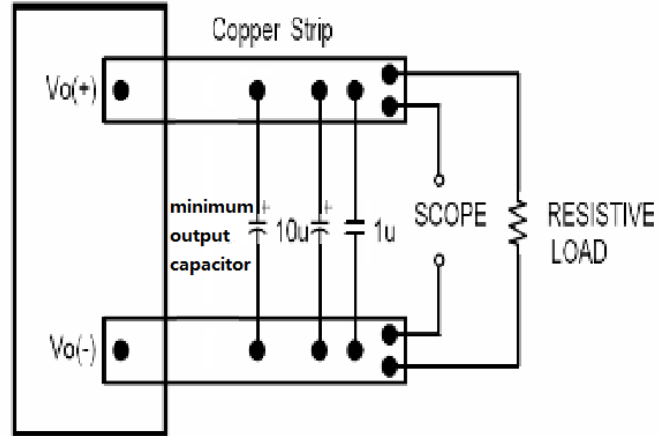 Copper Strip
Vo(+)
minimum
output
capacitor
+
10u
+
1u
SCOPE
RESISTIVE
LOAD
Vo(-)